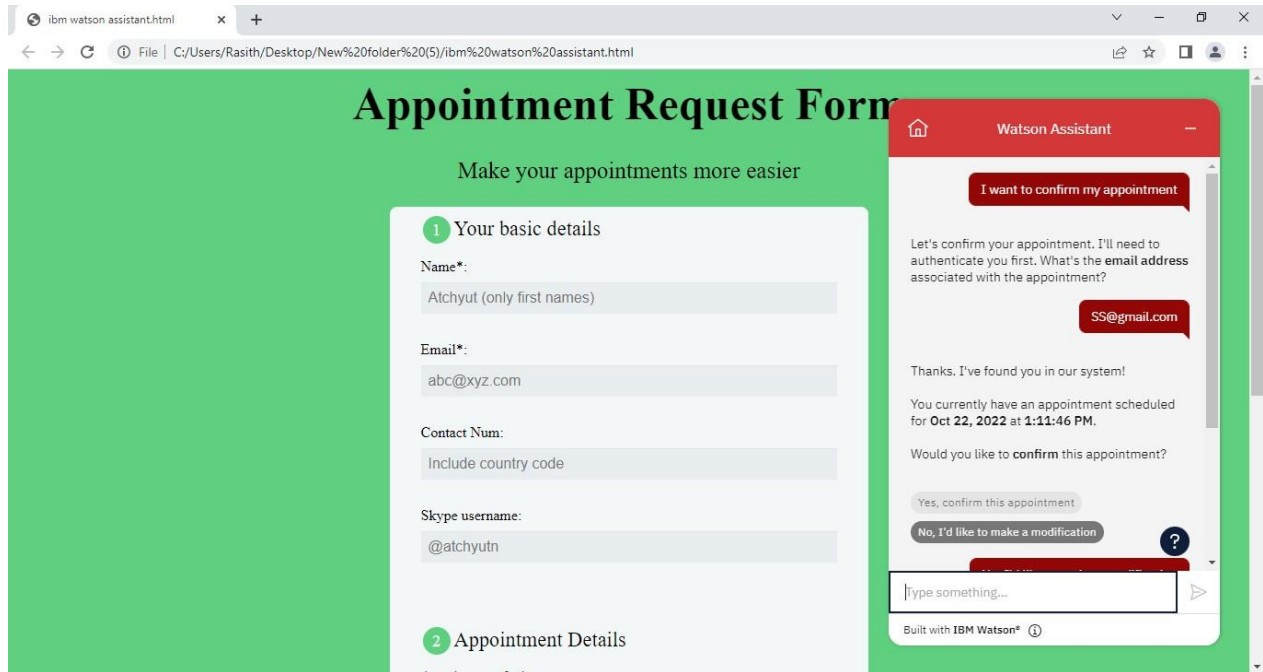 ibm watson assistant.html
File | C:/Users/Rasith/Desktop/New%20folder%20(5)/ibm%20watson%20assistant.html
Appointment Request Form
Make your appointments more easier
1 Your basic details
Name*:
Atchyut (only first names)
Email*:
abc@xyz.com
Contact Num:
Include country code
Skype username:
@atchyutn
2 Appointment Details
Watson Assistant
I want to confirm my appointment
Let's confirm your appointment. I'll need to
authenticate you first. What's the email address
associated with the appointment?
SS@gmail.com
Thanks. I've found you in our system!
You currently have an appointment scheduled
for Oct 22, 2022 at 1:11:46 PM.
Would you like to confirm this appointment?
Yes, confirm this appointment
No, I'd like to make a modification
?
Type something...
Built with IBM Watson®